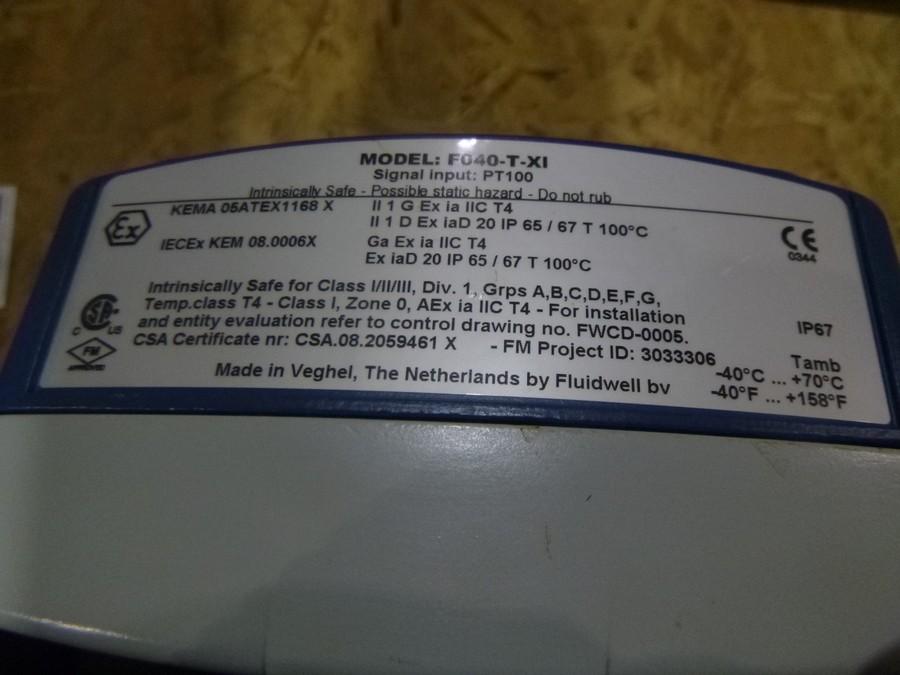 MODEL: F040-T-XI
Signal input: PT100
Intrinsically Safe - Possible static hazard - Do not rub
Ex
KEMA 05ATEX1168 X II 1 G Ex ia IIC T4
II 1 D Ex iaD 20 IP 65 / 67 T 100°C
IECEx KEM 08.0006X Ga Ex ia IIC T4
Ex iaD 20 IP 65 / 67 T 100°C
CE
0344
Intrinsically Safe for Class I/II/III, Div. 1, Grps A,B,C,D,E,F,G,
Temp.class T4 - Class I, Zone 0, AEx ia IIC T4 - For installation
and entity evaluation refer to control drawing no. FWCD-0005.
CSA Certificate nr: CSA.08.2059461 X - FM Project ID: 3033306
Made in Veghel, The Netherlands by Fluidwell bv
C SA US
FM
APPROVED
IP67
Tamb
-40°C ... +70°C
-40°F ... +158°F